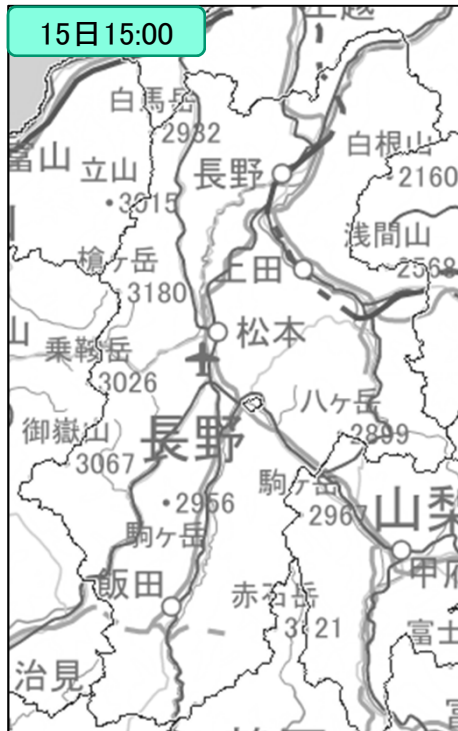 15日15:00
上越
白馬岳
2932
白根山
富山
立山
長野
2160
3015
浅間山
槍ヶ岳
上田
2568
3180
山
松本
乗鞍岳
3026
八ヶ岳
御嶽山
長野
2899
3067
駒ヶ岳
2956
2967
山梨
駒ヶ岳
甲府
飯田
赤石岳
3121
富士
治見
富